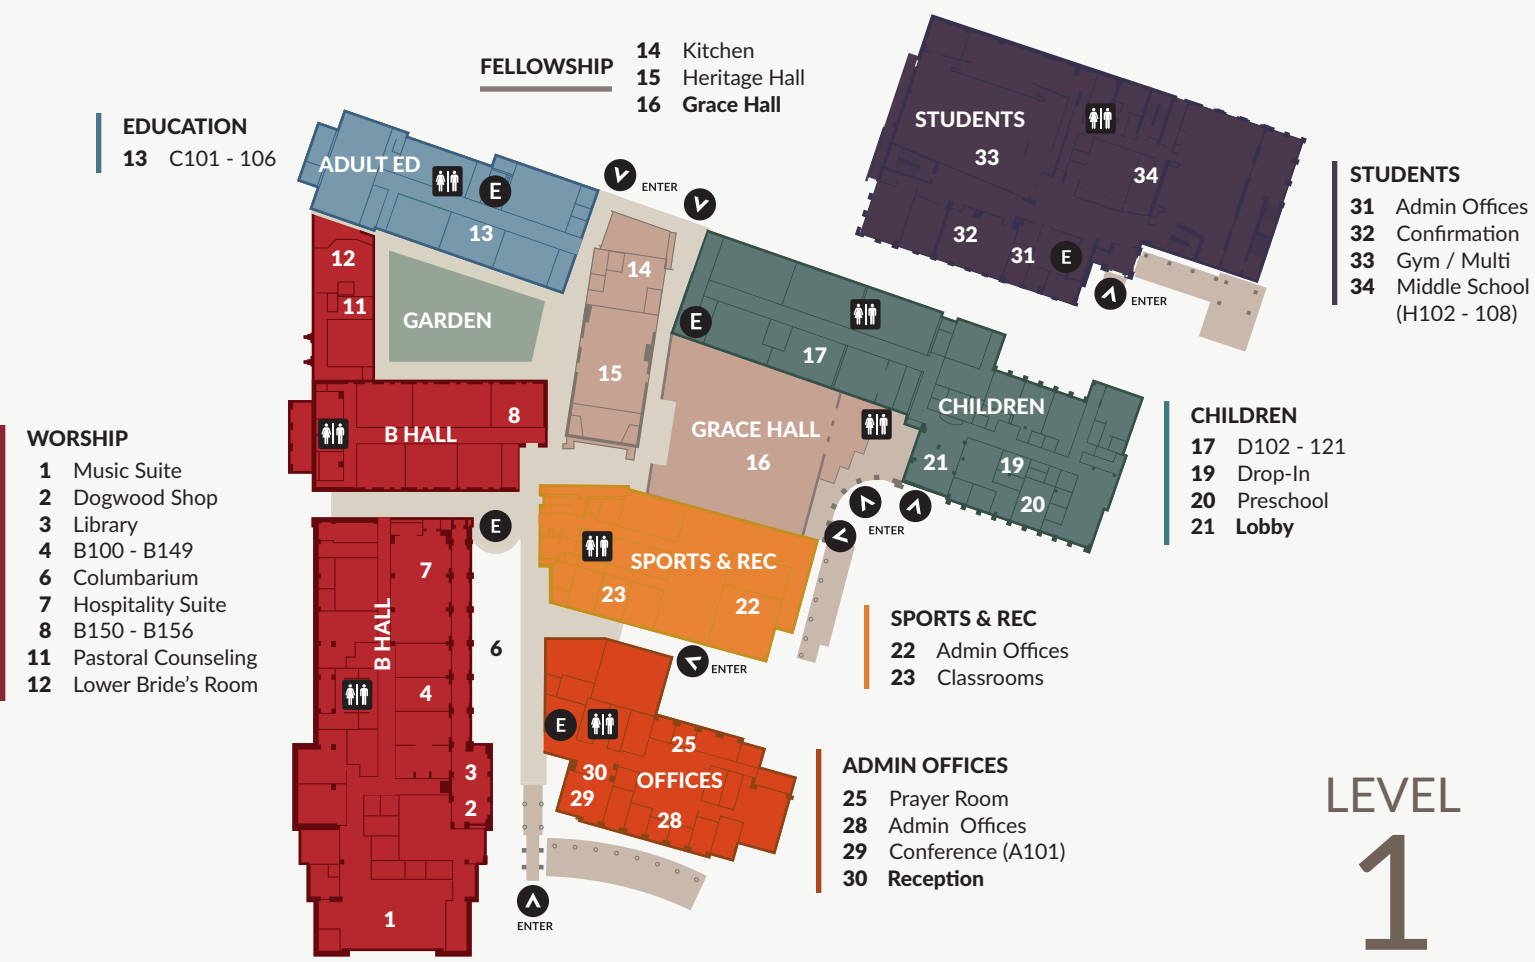 FELLOWSHIP
14 Kitchen
15 Heritage Hall
16 Grace Hall
EDUCATION
13 C101 - 106
ADULT ED
E
13
ENTER
STUDENTS
33
34
32
31
E
ENTER
STUDENTS
31 Admin Offices
32 Confirmation
33 Gym / Multi
34 Middle School
(H102 - 108)
12
11
GARDEN
14
15
E
17
CHILDREN
21
19
20
GRACE HALL
16
ENTER
8
B HALL
WORSHIP
1 Music Suite
2 Dogwood Shop
3 Library
4 B100 - B149
6 Columbarium
7 Hospitality Suite
8 B150 - B156
11 Pastoral Counseling
12 Lower Bride's Room
CHILDREN
17 D102 - 121
19 Drop-In
20 Preschool
21 Lobby
E
7
B HALL
6
4
3
2
1
SPORTS & REC
23
22
ENTER
SPORTS & REC
22 Admin Offices
23 Classrooms
E
25
30
OFFICES
29
28
ENTER
ADMIN OFFICES
25 Prayer Room
28 Admin Offices
29 Conference (A101)
30 Reception
LEVEL
1